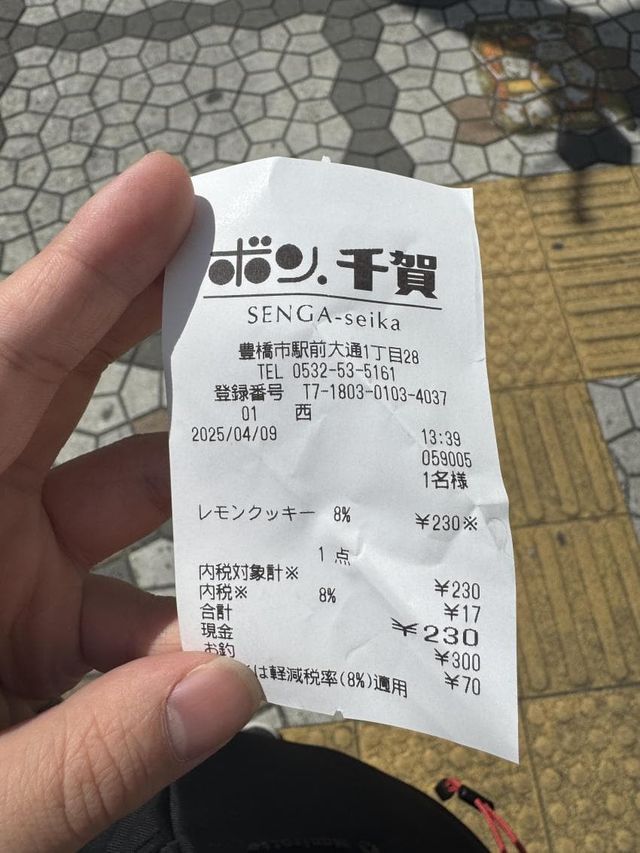 ボン.千賀
SENGA-seika
豊橋市駅前大通1丁目28
TEL 0532-53-5161
登録番号 T7-1803-0103-4037
01 西
2025/04/09 13:39
059005
1名様
レモンクッキー 8% ¥230※
1 点
内税対象計※ ¥230
内税※ 8% ¥17
合計 ¥230
現金 ¥300
お釣 ¥70
は軽減税率(8%)適用